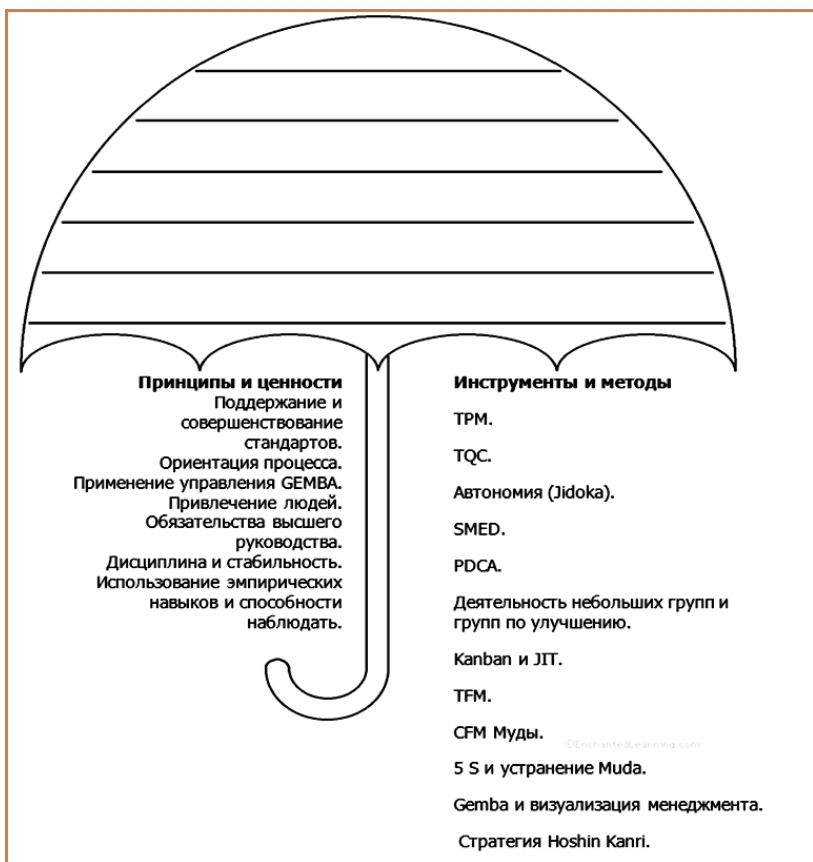 Принципы и ценности
Поддержание и
совершенствование
стандартов.
Ориентация процесса.
Применение управления GEMBA.
Привлечение людей.
Обязательства высшего
руководства.
Дисциплина и стабильность.
Использование эмпирических
навыков и способности
наблюдать.
Инструменты и методы
TPM.
TQC.
Автономия (Jidoka).
SMED.
PDCA.
Деятельность небольших групп и
групп по улучшению.
Kanban и JIT.
TFM.
CFM Муды.
©EnchantedLearning.com
5 S и устранение Muda.
Gemba и визуализация менеджмента.
Стратегия Hoshin Kanri.